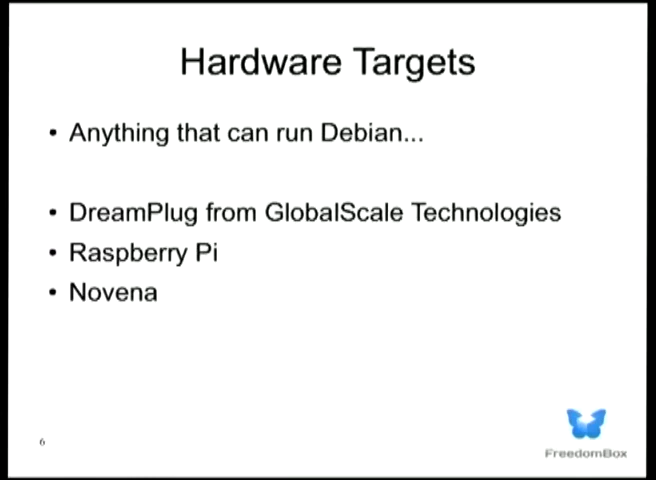 Hardware Targets
• Anything that can run Debian...
• DreamPlug from GlobalScale Technologies
• Raspberry Pi
• Novena
6
FreedomBox